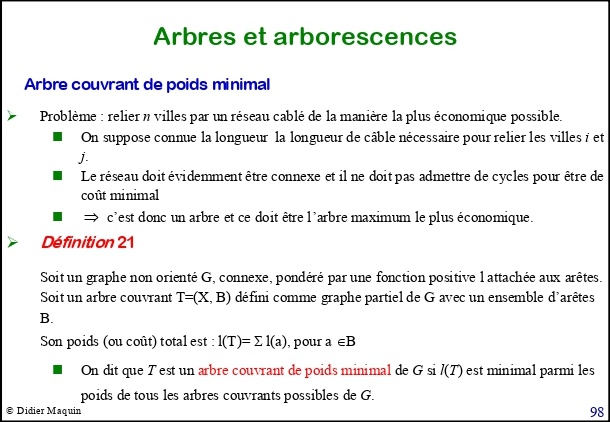 Arbres et arborescences
Arbre couvrant de poids minimal
Problème : relier n villes par un réseau cablé de la manière la plus économique possible.
On suppose connue la longueur la longueur de câble nécessaire pour relier les villes i et
j.
Le réseau doit évidemment être connexe et il ne doit pas admettre de cycles pour être de
coût minimal
⇒ c'est donc un arbre et ce doit être l'arbre maximum le plus économique.
Définition 21
Soit un graphe non orienté G, connexe, pondéré par une fonction positive l attachée aux arêtes.
Soit un arbre couvrant T=(X, B) défini comme graphe partiel de G avec un ensemble d'arêtes
B.
Son poids (ou coût) total est : l(T)= Σ l(a), pour a ∈B
On dit que T est un arbre couvrant de poids minimal de G si l(T) est minimal parmi les
poids de tous les arbres couvrants possibles de G.
© Didier Maquin
98